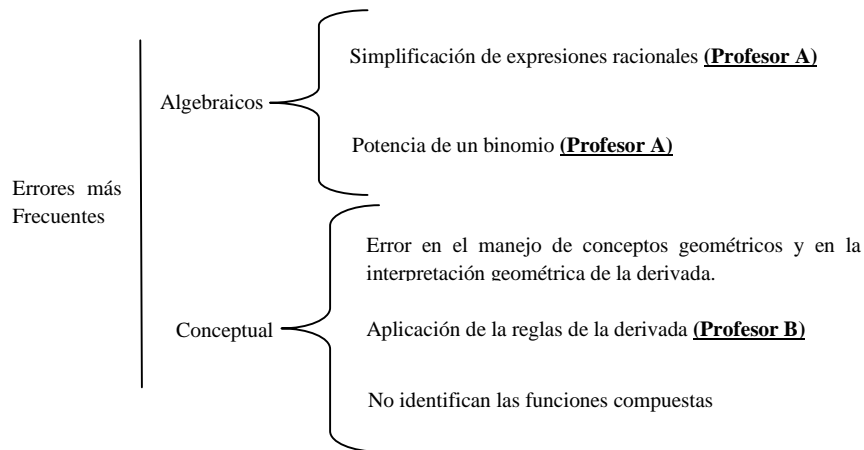 Errores más
Frecuentes
Algebraicos
Simplificación de expresiones racionales (Profesor A)
Potencia de un binomio (Profesor A)
Conceptual
Error en el manejo de conceptos geométricos y en la
interpretación geométrica de la derivada.
Aplicación de la reglas de la derivada (Profesor B)
No identifican las funciones compuestas